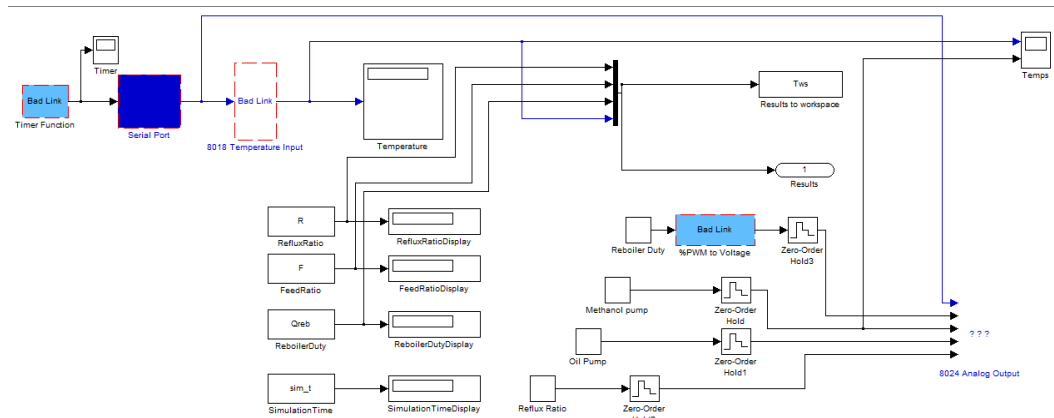 Timer
Bad Link
Timer Function
Serial Port
Bad Link
8018 Temperature Input
Temperature
Tws
Results to workspace
Temps
1
Results
R
RefluxRatio
RefluxRatioDisplay
F
FeedRatio
FeedRatioDisplay
Qreb
ReboilerDuty
ReboilerDutyDisplay
sim_t
SimulationTime
SimulationTimeDisplay
Reboiler Duty
Bad Link
%PWM to Voltage
Zero-Order
Hold3
Methanol pump
Zero-Order
Hold
Oil Pump
Zero-Order
Hold1
Reflux Ratio
Zero-Order
? ? ?
8024 Analog Output